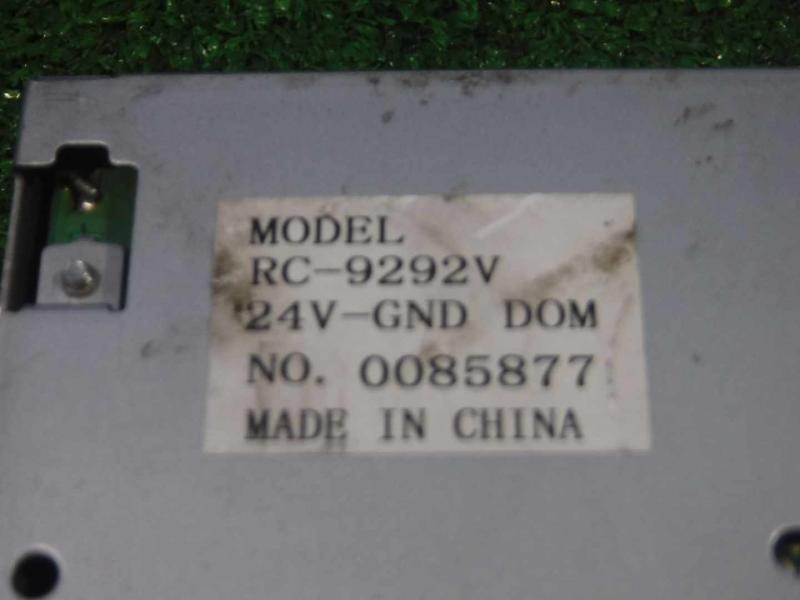 MODEL
RC-9292V
24V-GND DOM
NO. 0085877
MADE IN CHINA